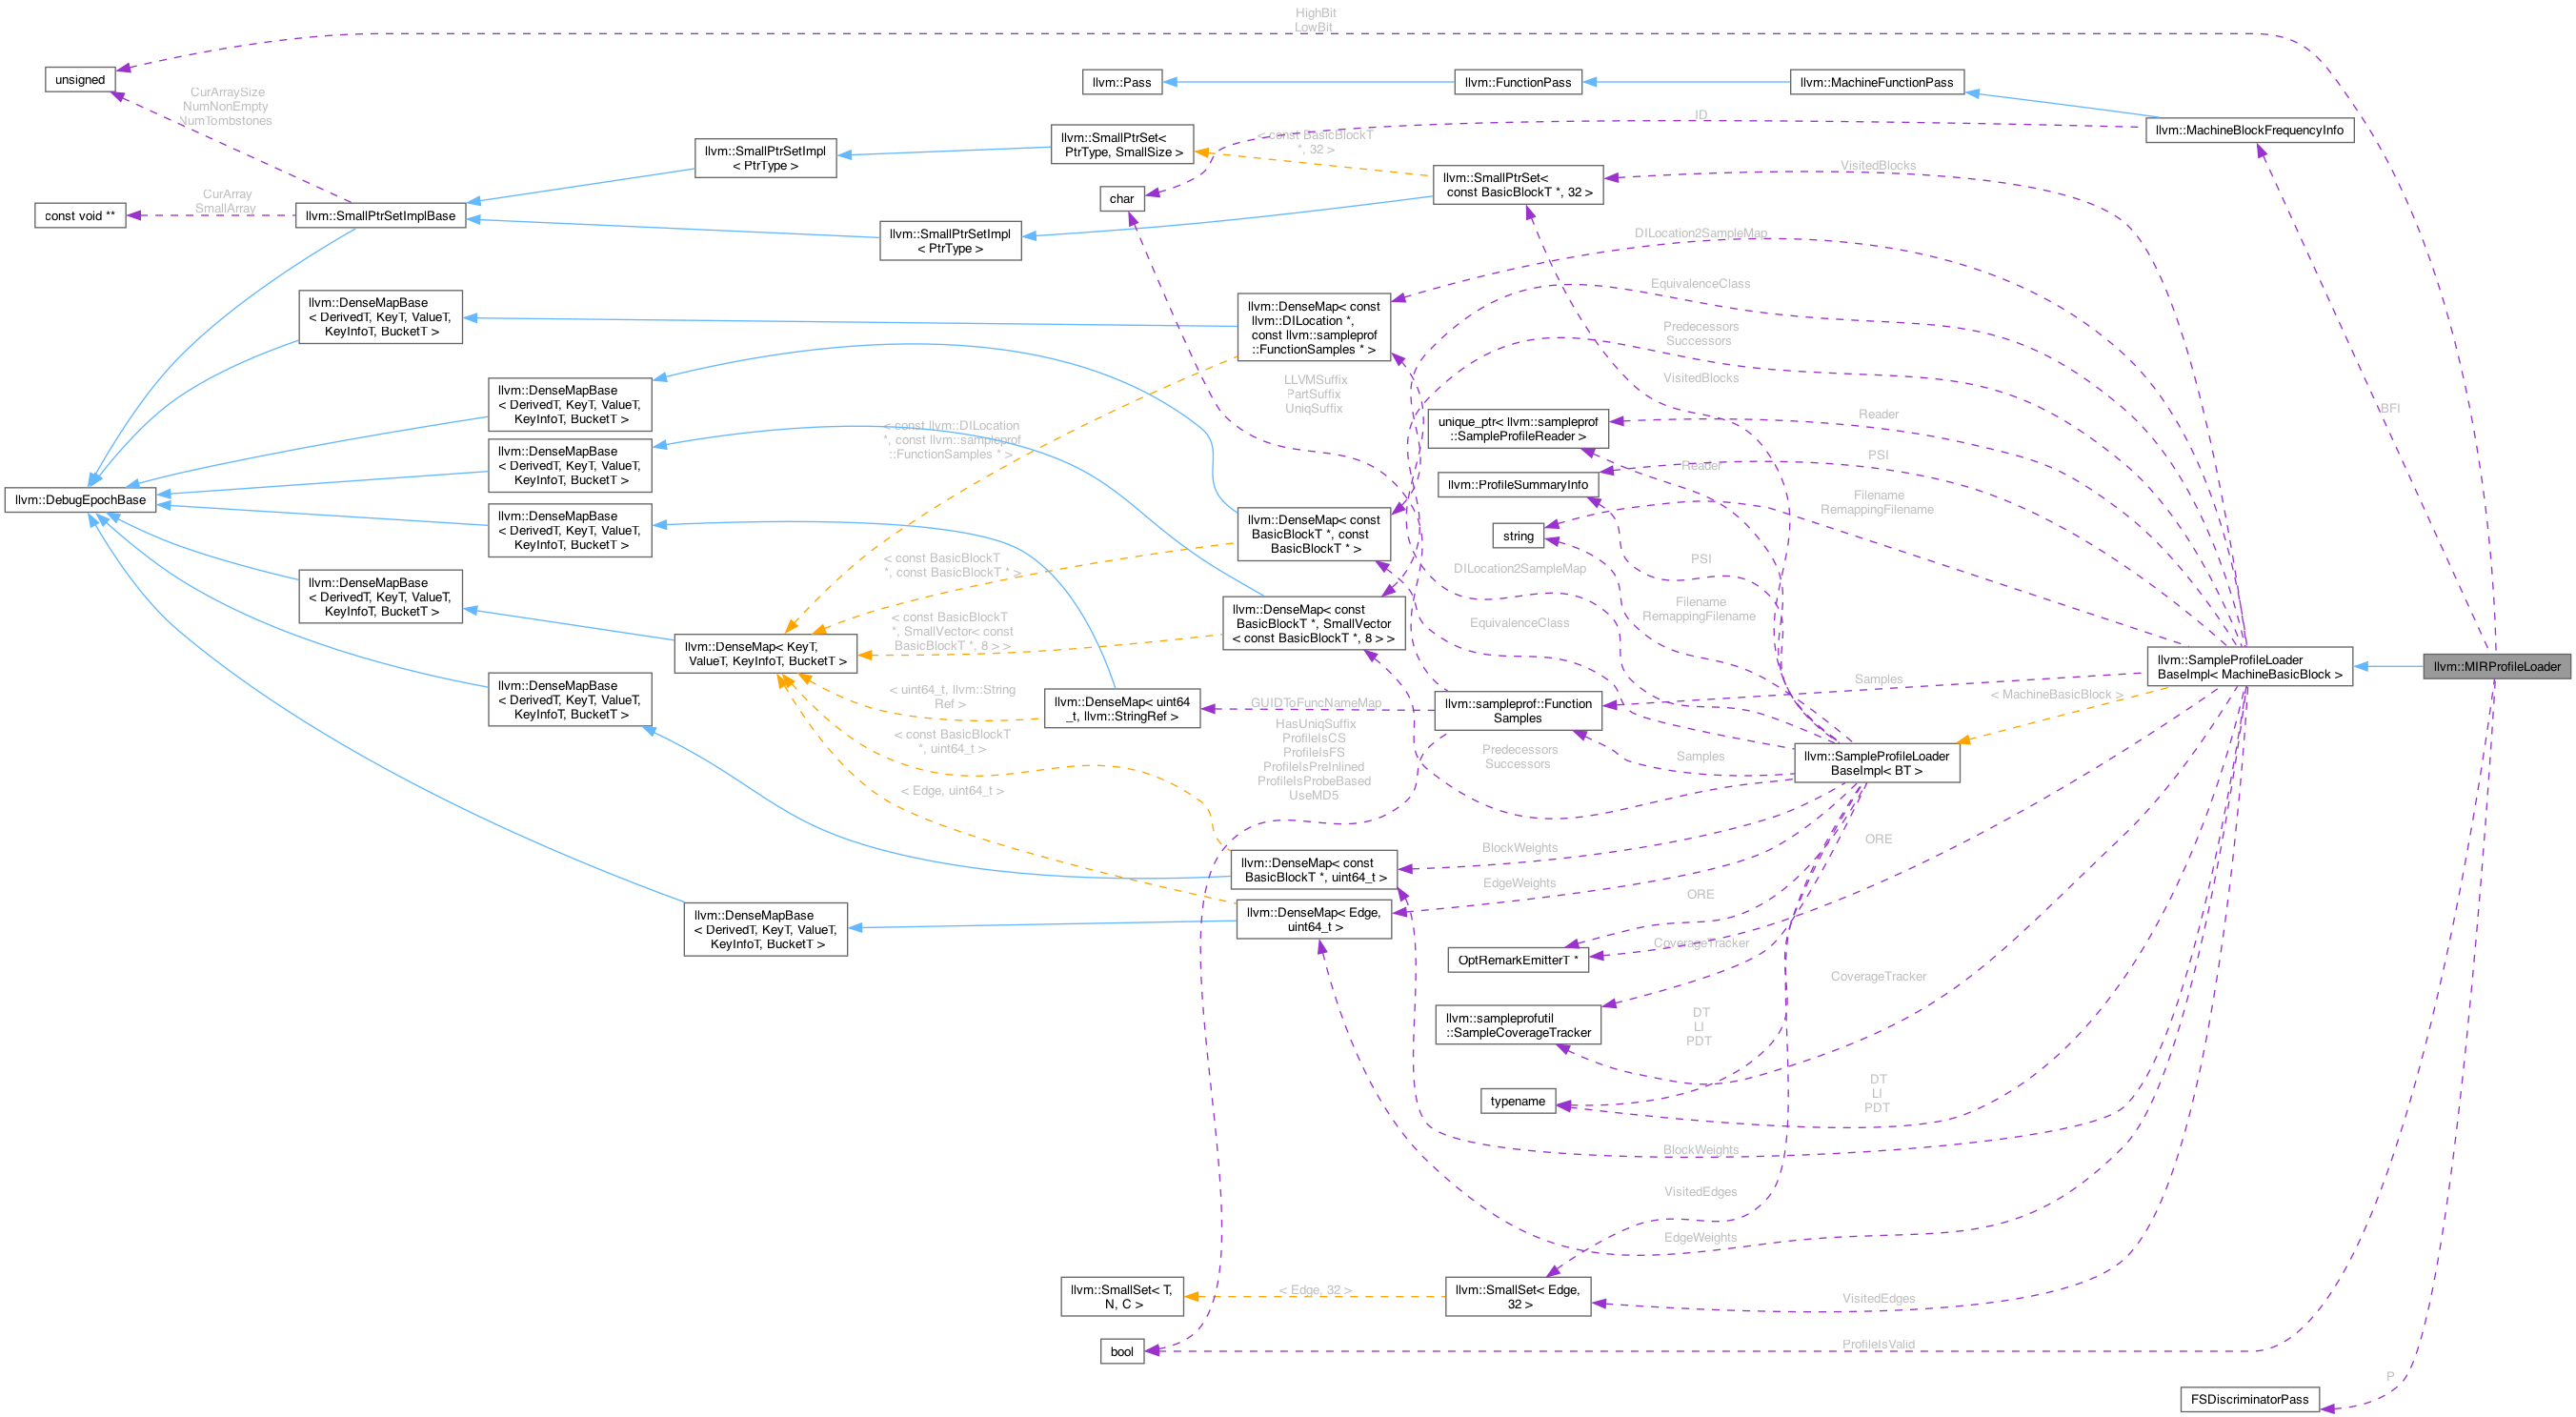 HighBit
LowBit
unsigned
CurArraySize
NumNonEmpty
NumTombstones
llvm::Pass
llvm::FunctionPass
llvm::MachineFunctionPass
ID
llvm::MachineBlockFrequencyInfo
llvm::SmallPtrSetImpl
< PtrType >
llvm::SmallPtrSet<
PtrType, SmallSize >
< const BasicBlockT
*, 32 >
llvm::SmallPtrSet<
const BasicBlockT *, 32 >
VisitedBlocks
char
const void **
CurArray
SmallArray
llvm::SmallPtrSetImplBase
llvm::SmallPtrSetImpl
< PtrType >
DILocation2SampleMap
llvm::DenseMapBase
< DerivedT, KeyT, ValueT,
KeyInfoT, BucketT >
llvm::DenseMap< const
llvm::DILocation *,
const llvm::sampleprof
::FunctionSamples * >
EquivalenceClass
Predecessors
Successors
VisitedBlocks
LLVMSuffix
PartSuffix
UniqSuffix
BFI
llvm::DenseMapBase
< DerivedT, KeyT, ValueT,
KeyInfoT, BucketT >
< const llvm::DILocation
*, const llvm::sampleprof
::FunctionSamples * >
unique_ptr< llvm::sampleprof
::SampleProfileReader >
Reader
llvm::DenseMapBase
< DerivedT, KeyT, ValueT,
KeyInfoT, BucketT >
Reader
PSI
llvm::ProfileSummaryInfo
Filename
RemappingFilename
llvm::DebugEpochBase
llvm::DenseMapBase
< DerivedT, KeyT, ValueT,
KeyInfoT, BucketT >
llvm::DenseMap< const
BasicBlockT *, const
BasicBlockT * >
string
PSI
DILocation2SampleMap
< const BasicBlockT
*, const BasicBlockT * >
llvm::DenseMapBase
< DerivedT, KeyT, ValueT,
KeyInfoT, BucketT >
Filename
RemappingFilename
llvm::DenseMap< const
BasicBlockT *, SmallVector
< const BasicBlockT *, 8 > >
< const BasicBlockT
*, SmallVector< const
BasicBlockT *, 8 > >
EquivalenceClass
llvm::DenseMap< KeyT,
ValueT, KeyInfoT, BucketT >
llvm::SampleProfileLoader
BaseImpl< MachineBasicBlock >
llvm::MIRProfileLoader
Samples
< MachineBasicBlock >
llvm::DenseMapBase
< DerivedT, KeyT, ValueT,
KeyInfoT, BucketT >
< uint64_t, llvm::String
Ref >
llvm::DenseMap< uint64
_t, llvm::StringRef >
GUIDToFuncNameMap
llvm::sampleprof::Function
Samples
HasUniqSuffix
ProfileIsCS
ProfileIsFS
ProfileIsPreInlined
ProfileIsProbeBased
UseMD5
< const BasicBlockT
*, uint64_t >
Predecessors
Successors
Samples
llvm::SampleProfileLoader
BaseImpl< BT >
< Edge, uint64_t >
ORE
BlockWeights
llvm::DenseMap< const
BasicBlockT *, uint64_t >
EdgeWeights
ORE
llvm::DenseMapBase
< DerivedT, KeyT, ValueT,
KeyInfoT, BucketT >
llvm::DenseMap< Edge,
uint64_t >
CoverageTracker
OptRemarkEmitterT *
CoverageTracker
llvm::sampleprofutil
::SampleCoverageTracker
DT
LI
PDT
typename
DT
LI
PDT
BlockWeights
VisitedEdges
EdgeWeights
llvm::SmallSet< T,
N, C >
< Edge, 32 >
llvm::SmallSet< Edge,
32 >
VisitedEdges
bool
ProfileIsValid
P
FSDiscriminatorPass